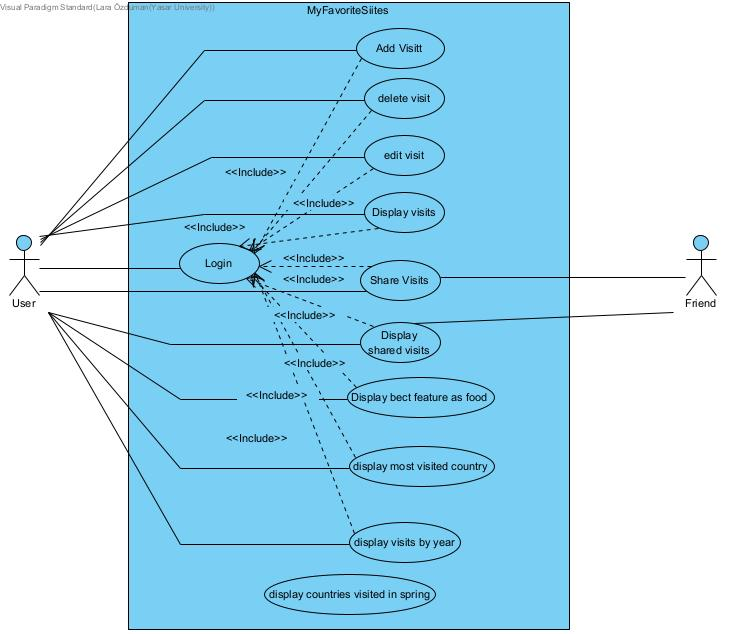 Visual Paradigm Standard(Lara Özduman(Yasar University))
MyFavoriteSiites
Add Visitt
delete visit
edit visit
<<Include>>
<<Include>>
Display visits
<<Include>>
Login
<<Include>>
<<Include>>
Share Visits
User
Friend
<<Include>>
Display
shared visits
<<Include>>
<<Include>>
Display bect feature as food
<<Include>>
display most visited country
display visits by year
display countries visited in spring